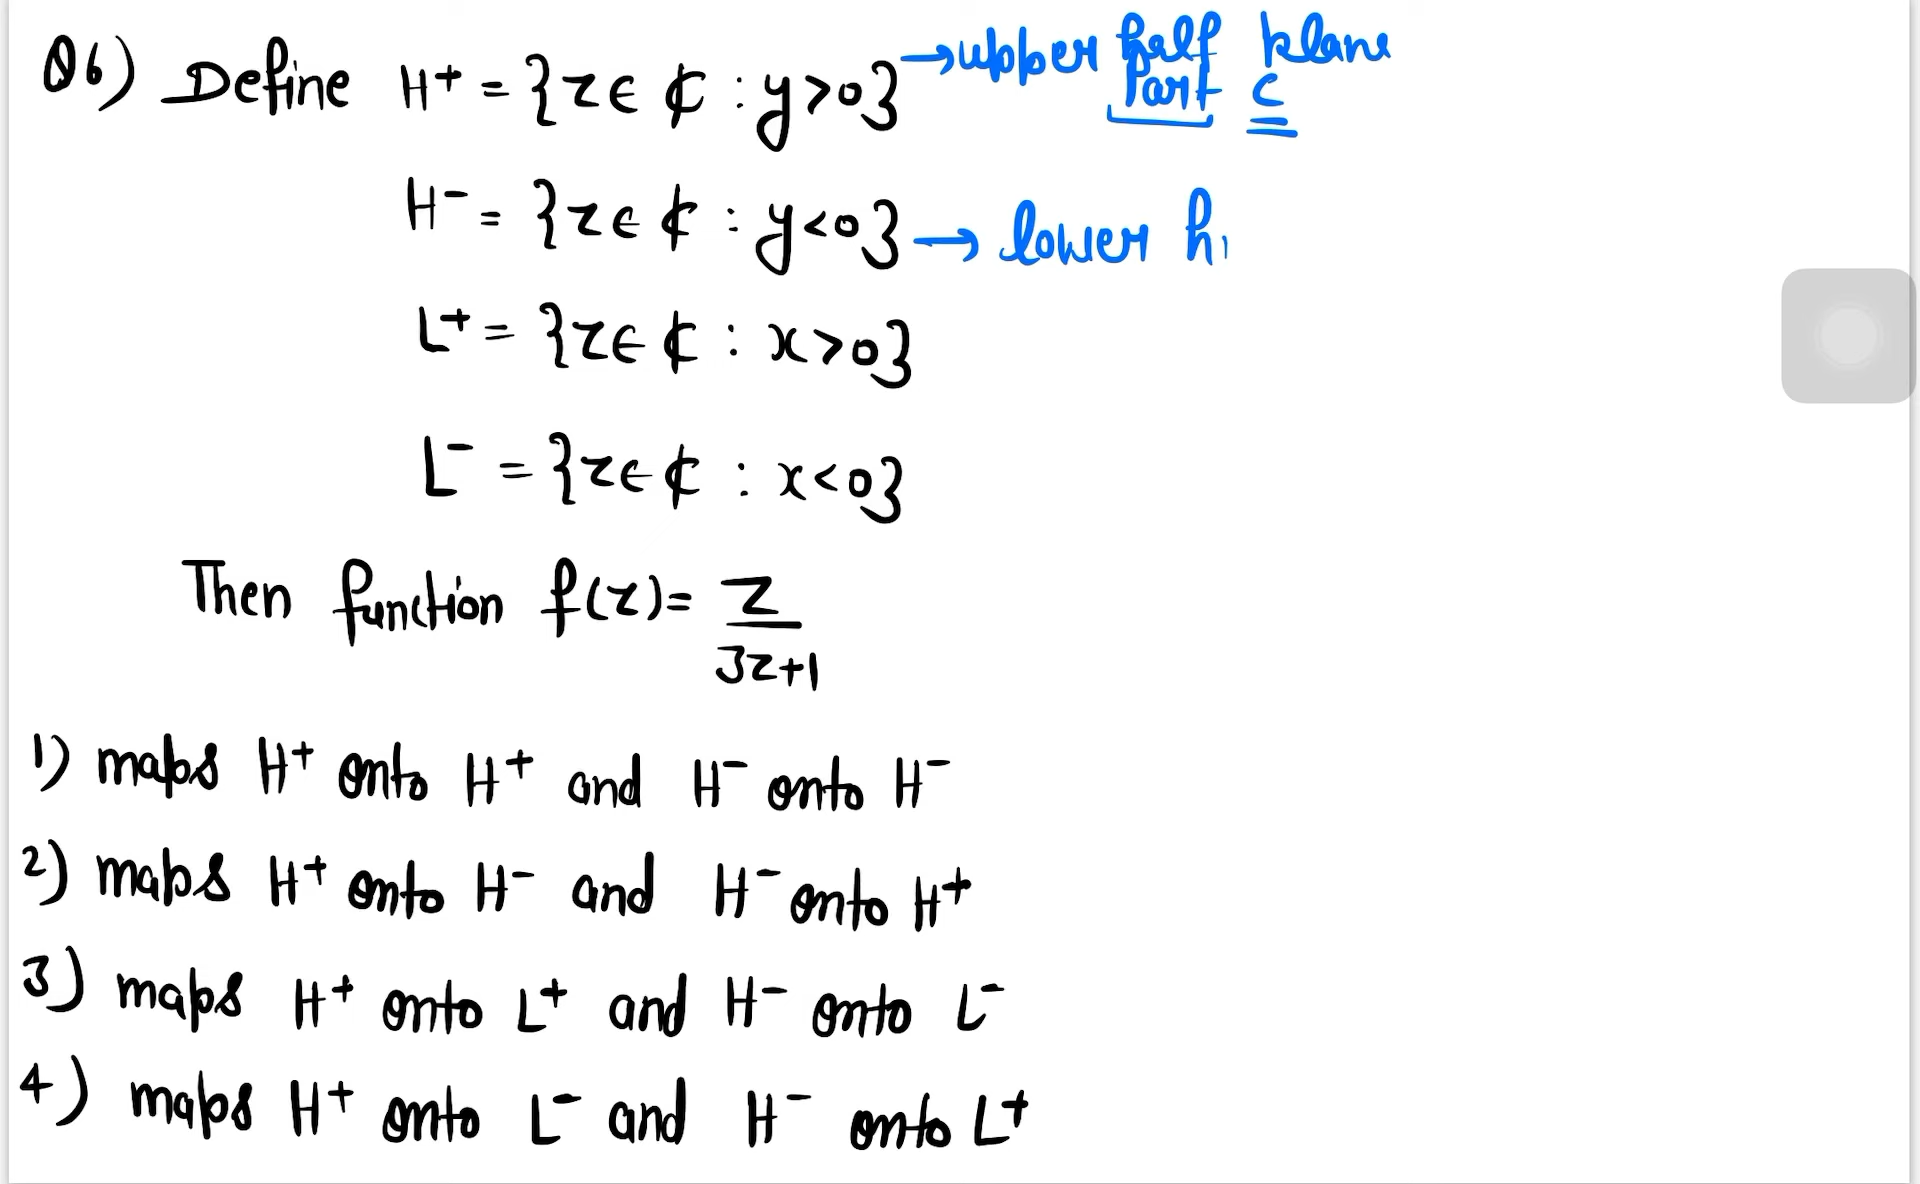 Q6) Define H+ = {z∈ ₵ : y>0} →upper half plane
Part C
H- = {z∈ ₵ : y<0} → lower h
L+ = {z∈ ₵ : x>0}
L- = {z∈ ₵ : x<0}
Then function f(z)= z
3z+1
1) maps H+ onto H+ and H- onto H-
2) maps H+ onto H- and H- onto H+
3) maps H+ onto L+ and H- onto L-
4) maps H+ onto L- and H- onto L+